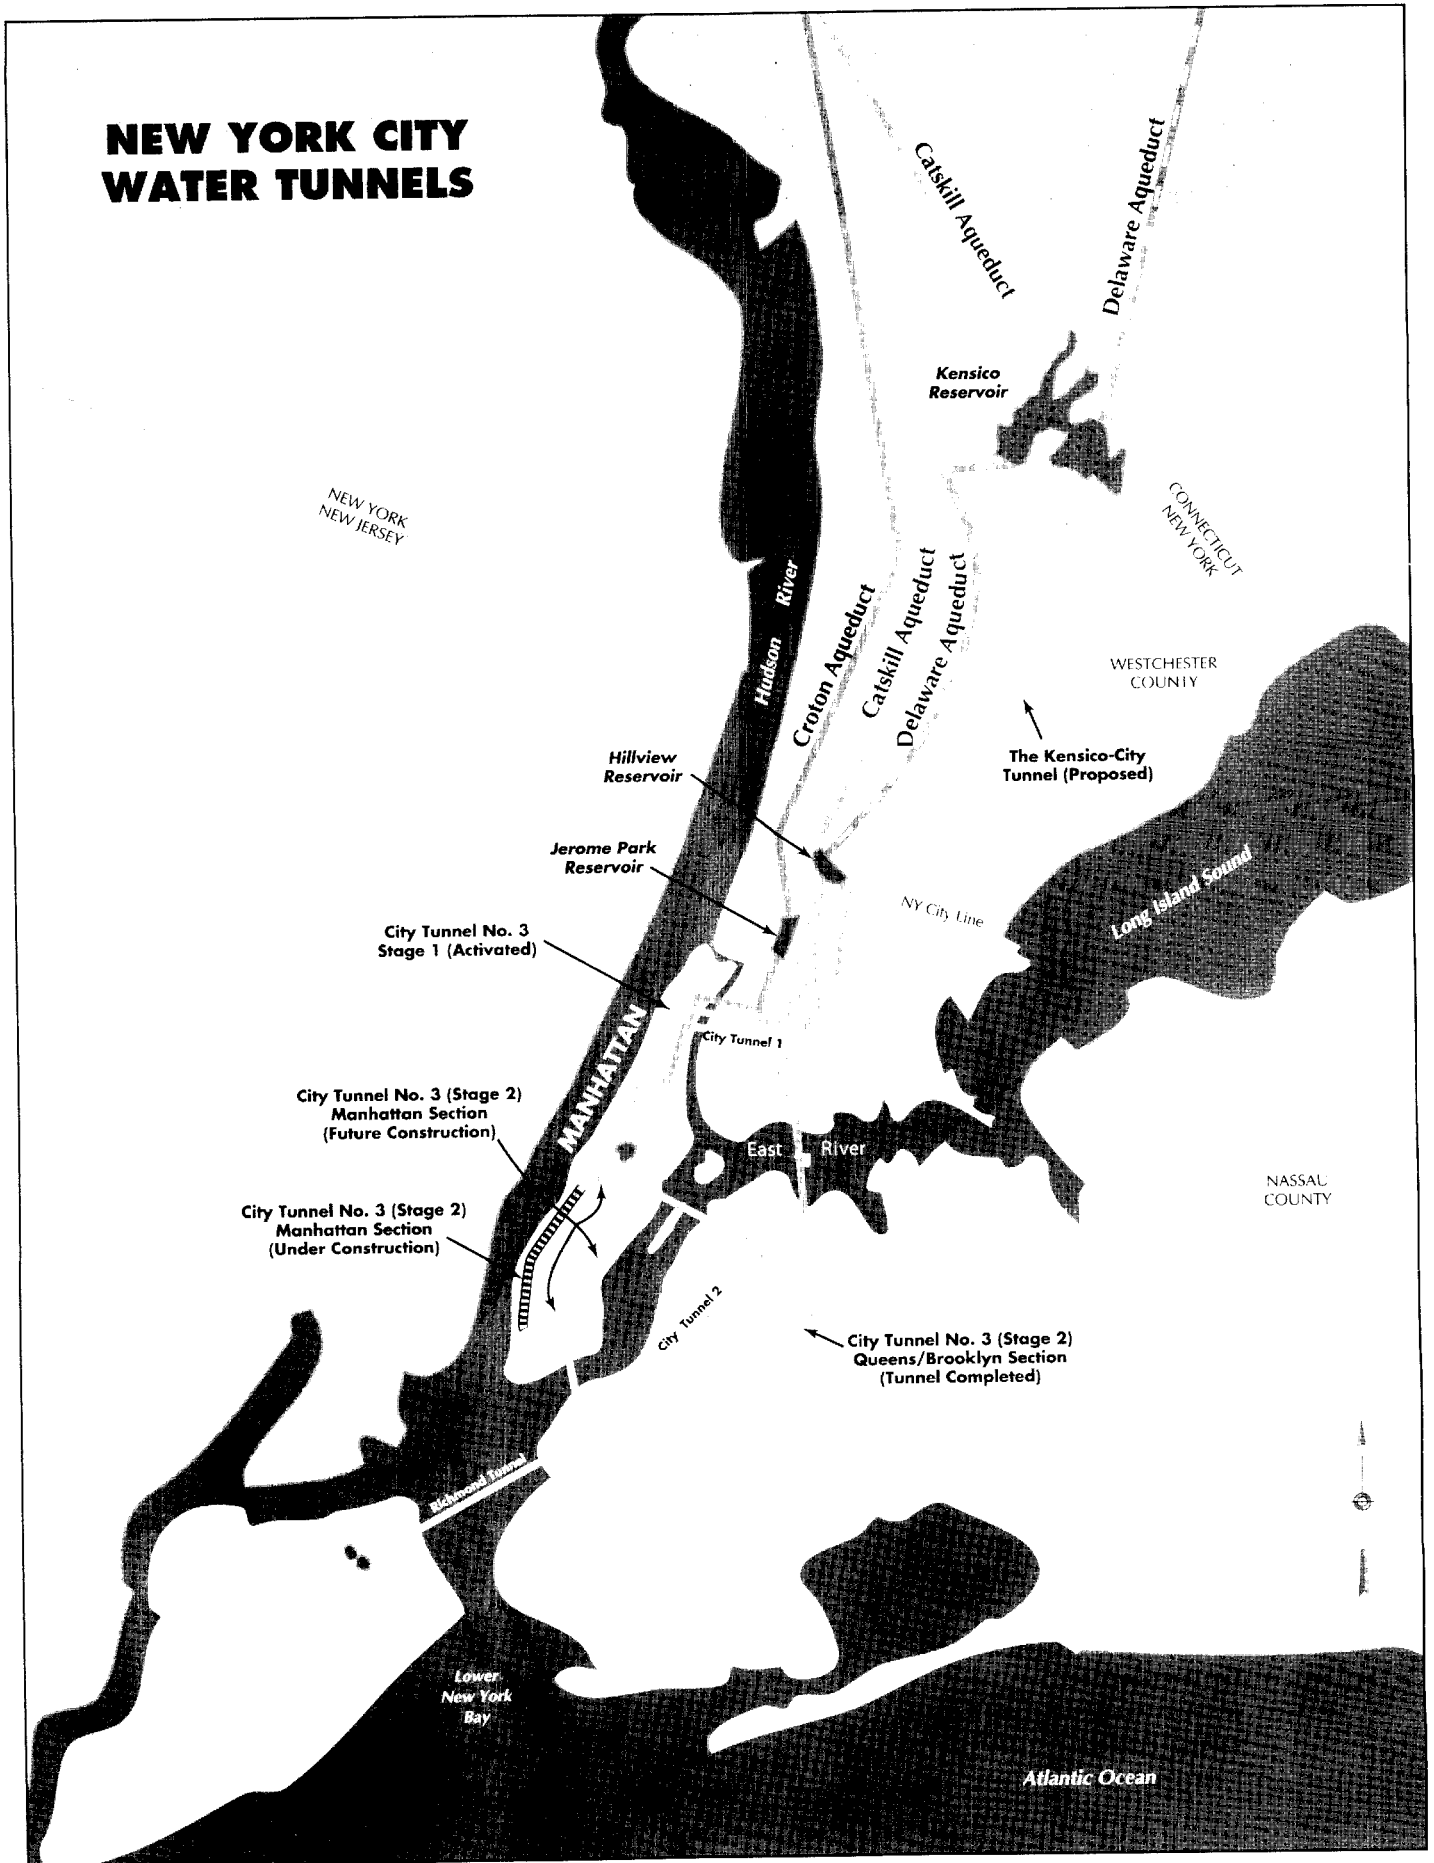 NEW YORK CITY
WATER TUNNELS
Catskill Aqueduct
Delaware Aqueduct
Kensico
Reservoir
NEW YORK
NEW JERSEY
CONNECTICUT
NEW YORK
Hudson River
Croton Aqueduct
Catskill Aqueduct
Delaware Aqueduct
WESTCHESTER
COUNTY
The Kensico-City
Tunnel (Proposed)
Hillview
Reservoir
Jerome Park
Reservoir
Long Island Sound
NY City Line
City Tunnel No. 3
Stage 1 (Activated)
MANHATTAN
City Tunnel 1
City Tunnel No. 3 (Stage 2)
Manhattan Section
(Future Construction)
East River
NASSAU
COUNTY
City Tunnel No. 3 (Stage 2)
Manhattan Section
(Under Construction)
City Tunnel 2
City Tunnel No. 3 (Stage 2)
Queens/Brooklyn Section
(Tunnel Completed)
Richmond Tunnel
Lower
New York
Bay
Atlantic Ocean